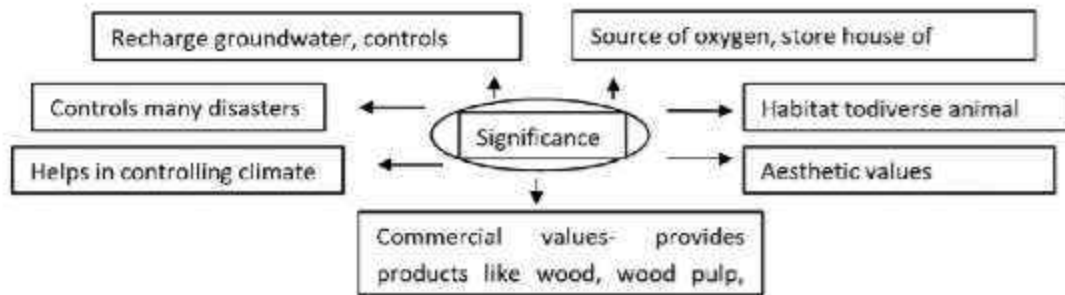 Recharge groundwater, controls
Source of oxygen, store house of
Controls many disasters
Habitat todiverse animal
Significance
Helps in controlling climate
Aesthetic values
Commercial values- provides
products like wood, wood pulp,